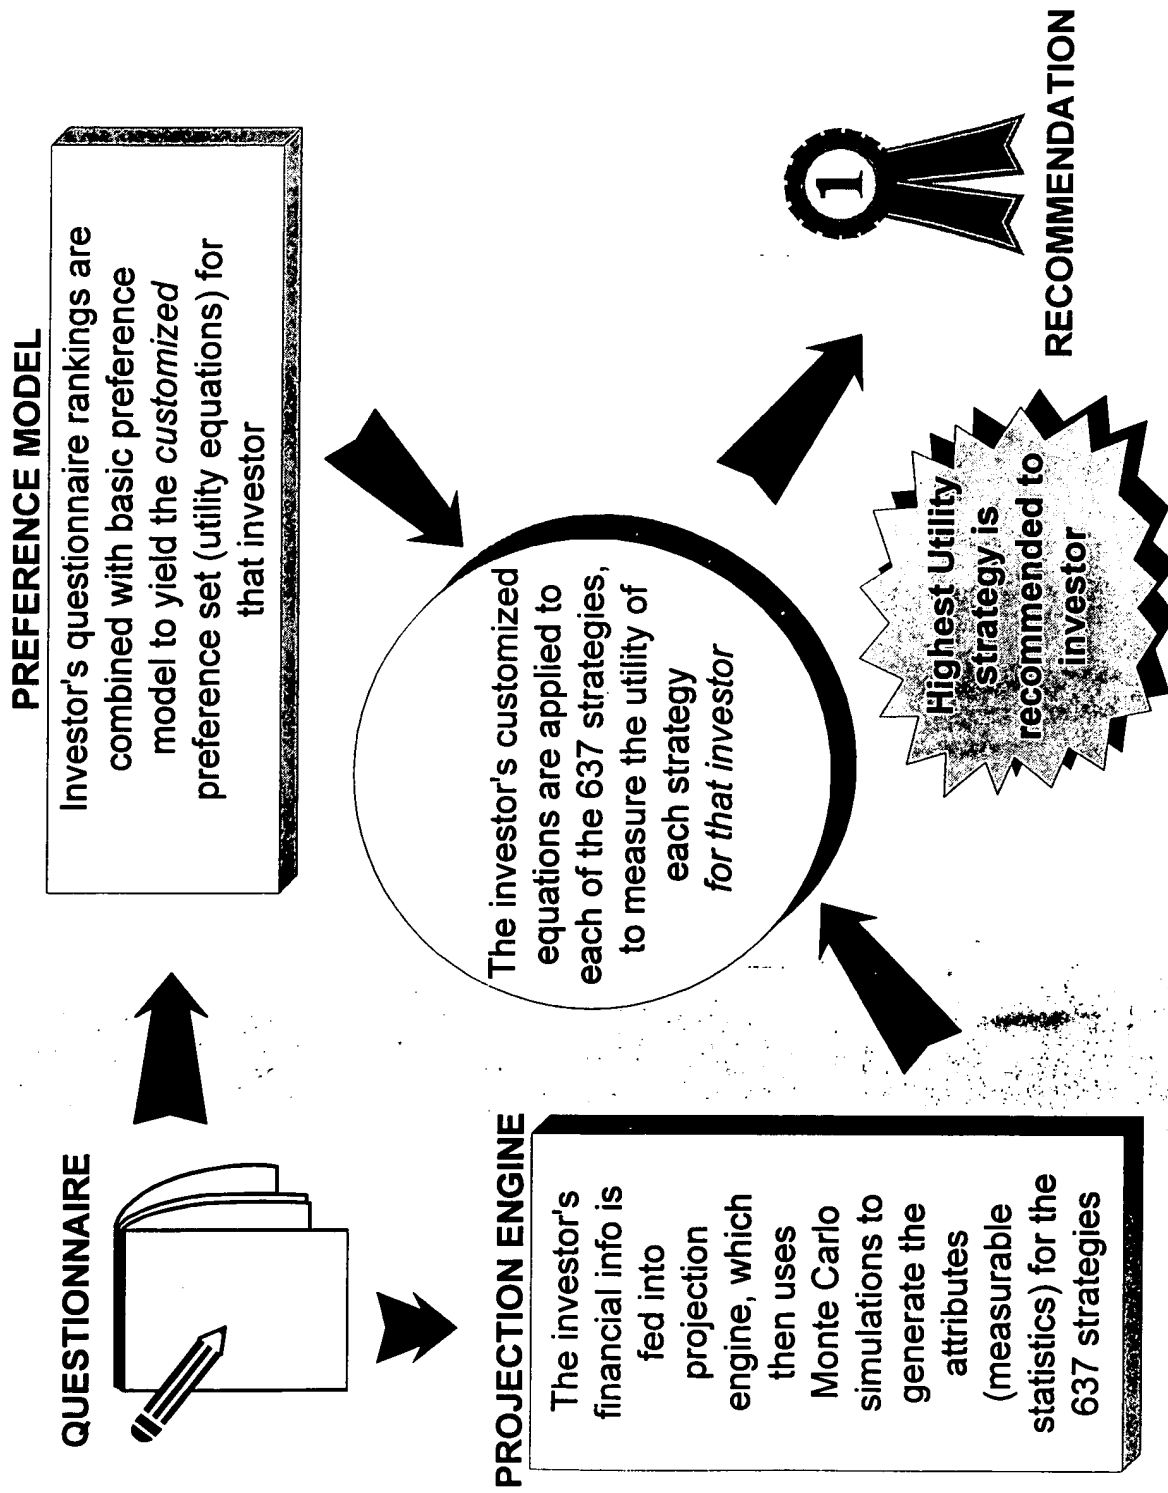 QUESTIONNAIRE
PREFERENCE MODEL
Investor's questionnaire rankings are
combined with basic preference
model to yield the customized
preference set (utility equations) for
that investor
PROJECTION ENGINE
The investor's
financial info is
fed into
projection
engine, which
then uses
Monte Carlo
simulations to
generate the
attributes
(measurable
statistics) for the
637 strategies
The investor's customized
equations are applied to
each of the 637 strategies,
to measure the utility of
each strategy
for that investor
Highest Utility
strategy is
recommended to
investor
1
RECOMMENDATION